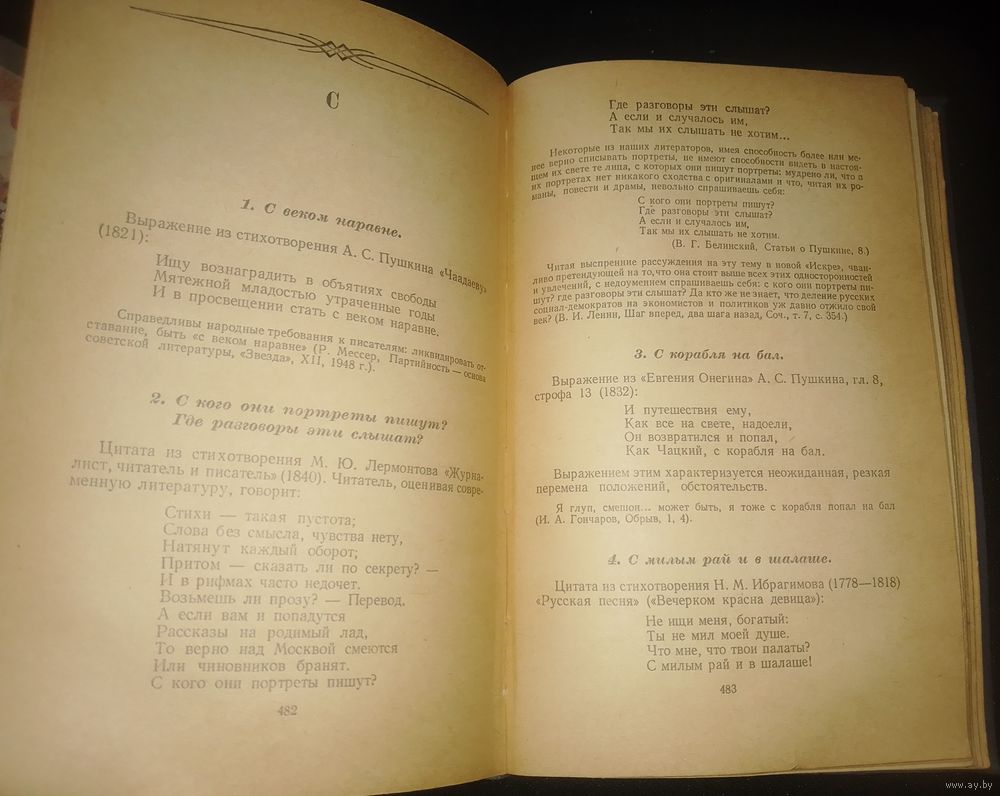 С
1. С веком наравне.
Выражение из стихотворения А. С. Пушкина «Чаадаеву»
(1821):
Ищу вознаградить в объятиях свободы
Мятежной младостью утраченные годы
И в просвещении стать с веком наравне.
Справедливы народные требования к писателям: ликвидировать от-
ставание, быть «с веком наравне» (Р. Мессер, Партийность — основа
советской литературы, «Звезда», XII, 1948 г.).
2. С кого они портреты пишут?
Где разговоры эти слышат?
Цитата из стихотворения М. Ю. Лермонтова «Журна-
лист, читатель и писатель» (1840). Читатель, оценивая совре-
менную литературу, говорит:
Стихи — такая пустота;
Слова без смысла, чувства нету,
Натянут каждый оборот;
Притом — сказать ли по секрету? —
И в рифмах часто недочет.
Возьмешь ли прозу? — Перевод.
А если вам и попадутся
Рассказы на родимый лад,
То верно над Москвой смеются
Или чиновников бранят.
С кого они портреты пишут?
482
Где разговоры эти слышат?
А если и случалось им,
Так мы их слышать не хотим...
Некоторые из наших литераторов, имея способность более или ме-
нее верно списывать портреты, не имеют способности видеть в настоя-
щем их свете те лица, с которых они пишут портреты: мудрено ли, что в
их портретах нет никакого сходства с оригиналами и что, читая их ро-
маны, повести и драмы, невольно спрашиваешь себя:
С кого они портреты пишут?
Где разговоры эти слышат?
А если и случалось им,
Так мы их слышать не хотим.
(В. Г. Белинский, Статьи о Пушкине, 8.)
Читая выспренние рассуждения на эту тему в новой «Искре», чван-
ливо претендующей на то, что она стоит выше всех этих односторонностей
и увлечений, с недоумением спрашиваешь себя: с кого они портреты пи-
шут? где разговоры эти слышат? Да кто же не знает, что деление русских
социал-демократов на экономистов и политиков уж давно отжило свой
век? (В. И. Ленин, Шаг вперед, два шага назад, Соч., т. 7, с. 354.)
3. С корабля на бал.
Выражение из «Евгения Онегина» А. С. Пушкина, гл. 8,
строфа 13 (1832):
И путешествия ему,
Как все на свете, надоели,
Он возвратился и попал,
Как Чацкий, с корабля на бал.
Выражением этим характеризуется неожиданная, резкая
перемена положений, обстоятельств.
Я глуп, смешон... может быть, я тоже с корабля попал на бал
(И. А. Гончаров, Обрыв, 1, 4).
4. С милым рай и в шалаше.
Цитата из стихотворения Н. М. Ибрагимова (1778—1818)
«Русская песня» («Вечерком красна девица»):
Не ищи меня, богатый:
Ты не мил моей душе.
Что мне, что твои палаты?
С милым рай и в шалаше!
483
www.ay.by